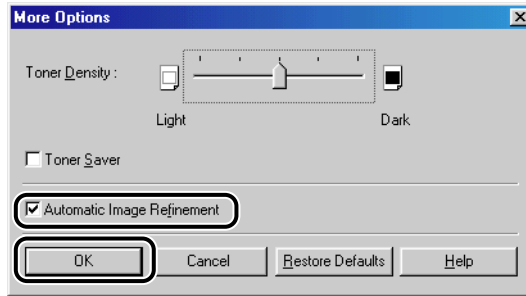 More Options
Toner Density :
Light Dark
Toner Saver
Automatic Image Refinement
OK Cancel Restore Defaults Help